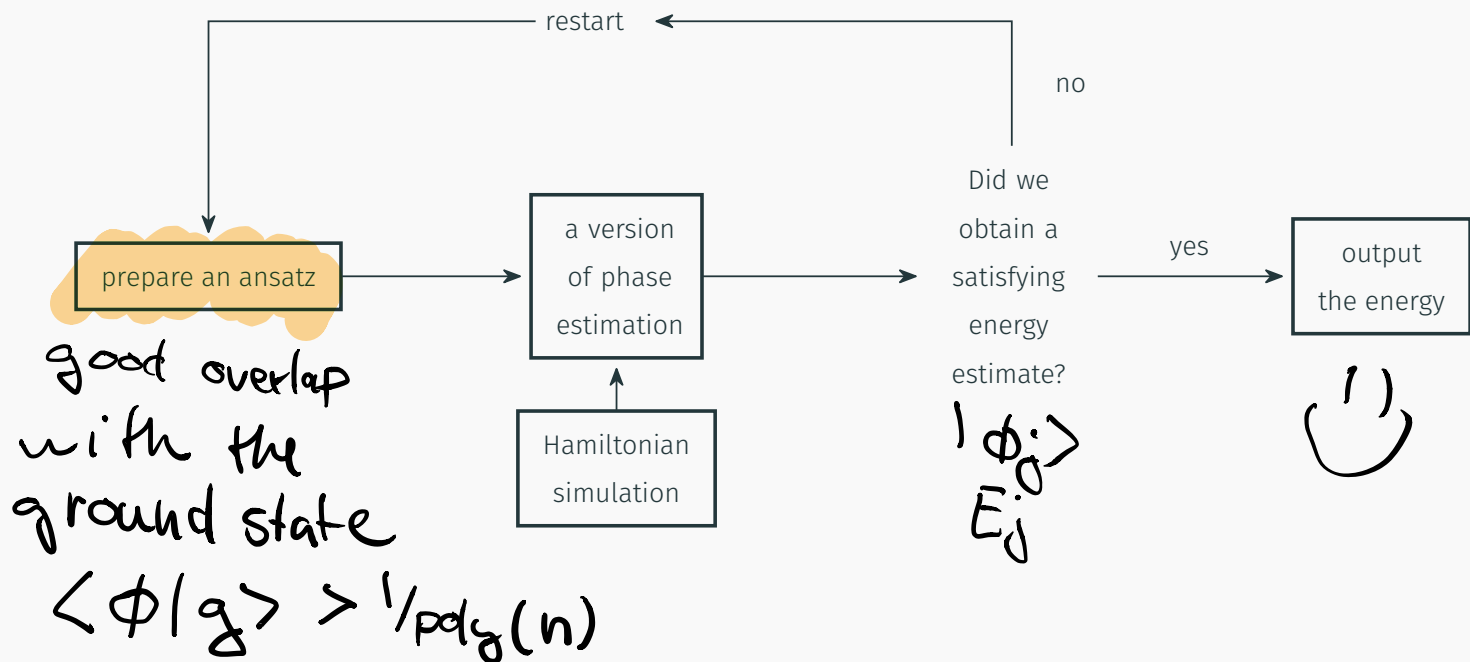 restart
no
prepare an ansatz
a version
of phase
estimation
Hamiltonian
simulation
Did we
obtain a
satisfying
energy
estimate?
yes
output
the energy
good overlap
with the
ground state
<ϕ|g> > 1/poly(n)
|ϕj>
Ej